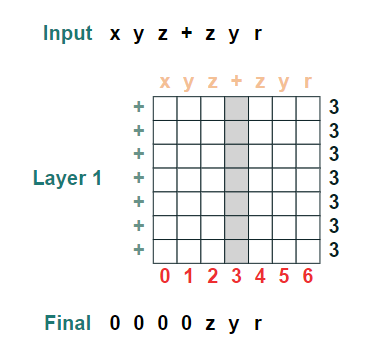 Input x y z + z y r
x y z + z y r
+ 3
+ 3
+ 3
Layer 1 + 3
+ 3
+ 3
+ 3
0 1 2 3 4 5 6
Final 0 0 0 0 z y r